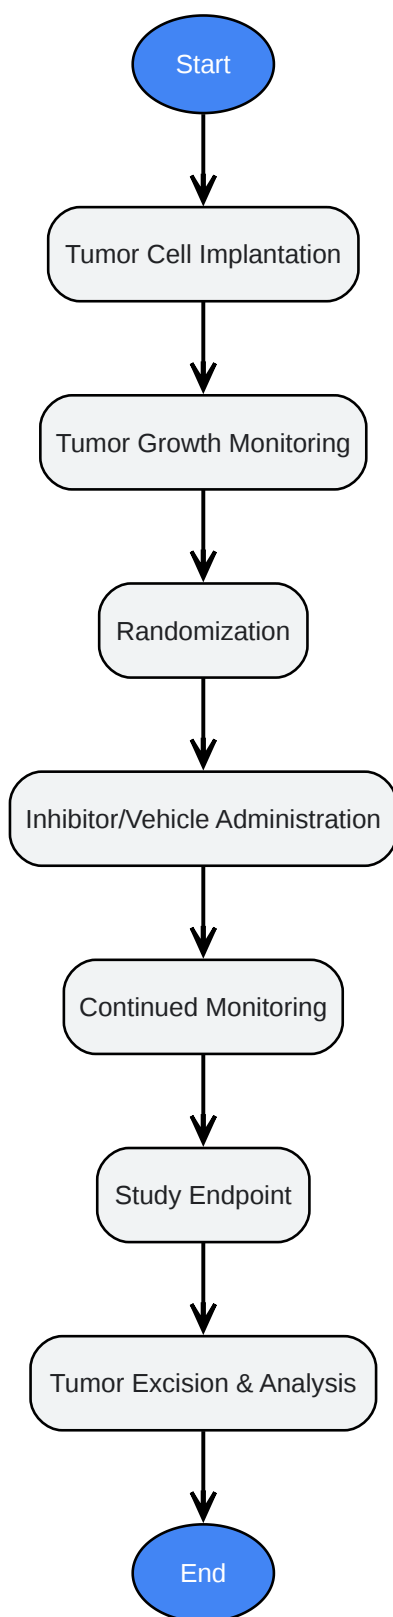 Start
Tumor Cell Implantation
Tumor Growth Monitoring
Randomization
Inhibitor/Vehicle Administration
Continued Monitoring
Study Endpoint
Tumor Excision & Analysis
End